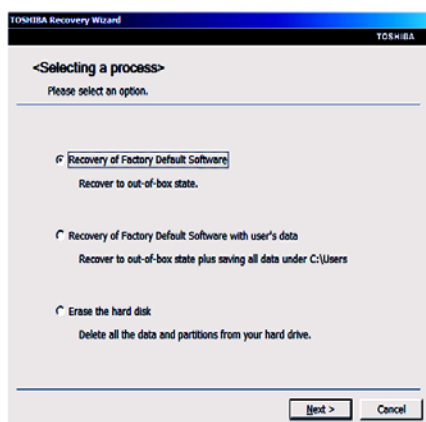 TOSHIBA Recovery Wizard
TOSHIBA
<Selecting a process>
Please select an option.
Recovery of Factory Default Software
Recover to out-of-box state.
Recovery of Factory Default Software with user's data
Recover to out-of-box state plus saving all data under C:\Users
Erase the hard disk
Delete all the data and partitions from your hard drive.
Next >
Cancel